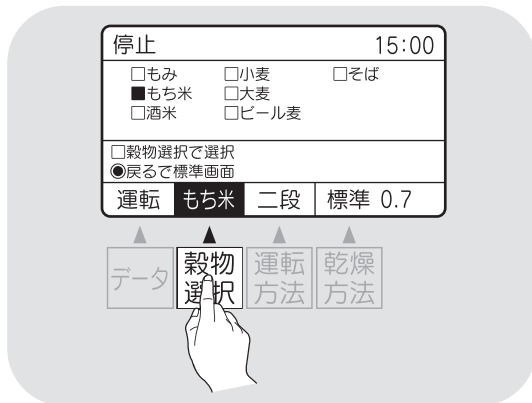 停止 15:00
□もみ □小麦 □そば
■もち米 □大麦
□酒米 □ビール麦
□穀物選択で選択
◉戻るで標準画面
運転 もち米 二段 標準 0.7
データ 穀物選択 運転方法 乾燥方法